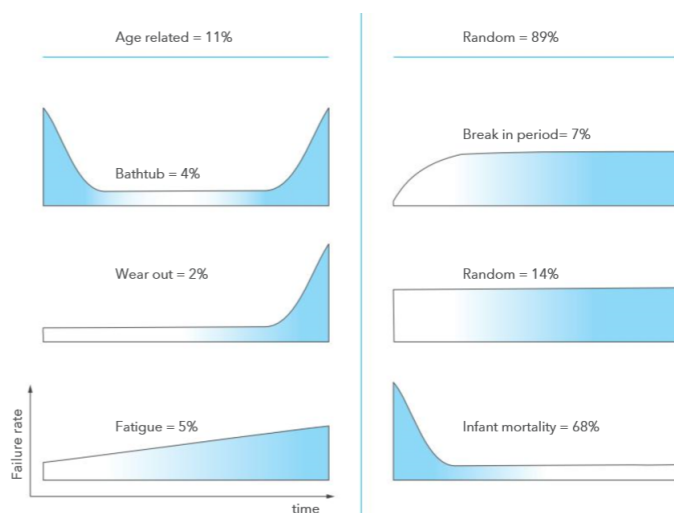 Age related = 11%
Bathtub = 4%
Wear out = 2%
Fatigue = 5%
Failure rate
time
Random = 89%
Break in period= 7%
Random = 14%
Infant mortality = 68%